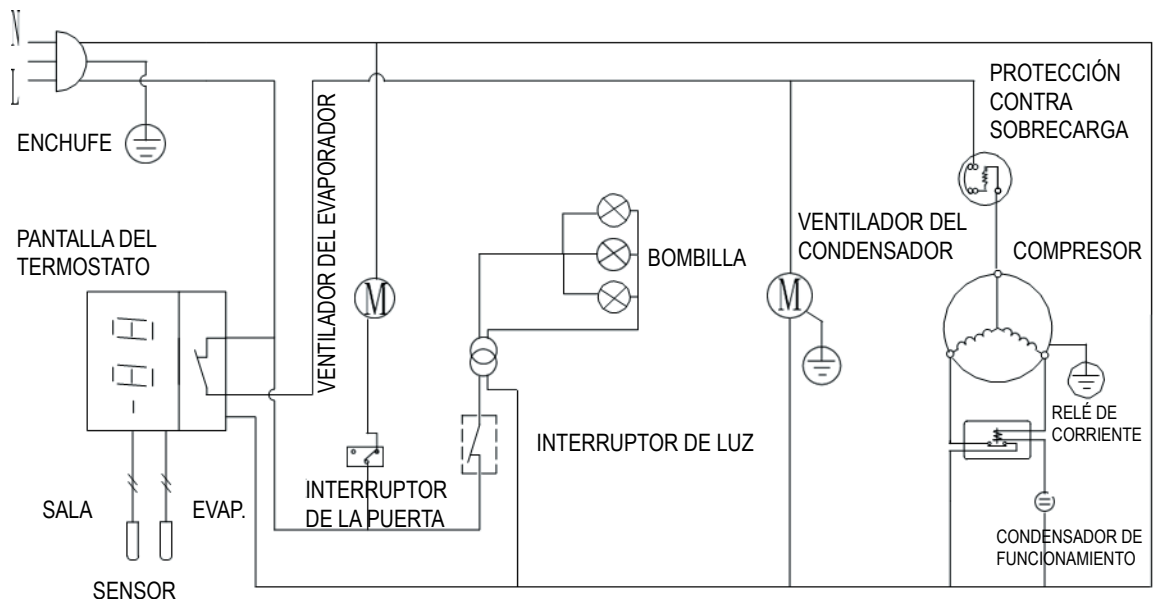 N
L
ENCHUFE
PANTALLA DEL
TERMOSTATO
SALA
EVAP.
SENSOR
VENTILADOR DEL EVAPORADOR
M
INTERRUPTOR
DE LA PUERTA
BOMBILLA
INTERRUPTOR DE LUZ
VENTILADOR DEL
CONDENSADOR
M
PROTECCIÓN
CONTRA
SOBRECARGA
COMPRESOR
RELÉ DE
CORRIENTE
CONDENSADOR DE
FUNCIONAMIENTO